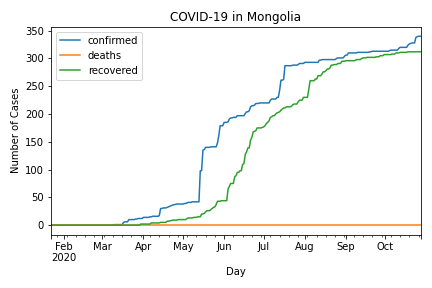 COVID-19 in Mongolia
confirmed
deaths
recovered
Number of Cases
350
300
250
200
150
100
50
0
Feb Mar Apr May Jun Jul Aug Sep Oct
2020
Day